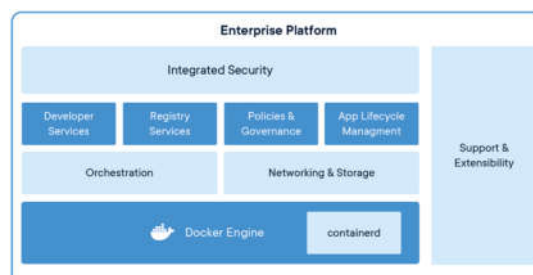 Enterprise Platform
Integrated Security
Developer
Services
Registry
Services
Policies &
Governance
App Lifecycle
Managment
Support &
Extensibility
Orchestration
Networking & Storage
Docker Engine
containerd